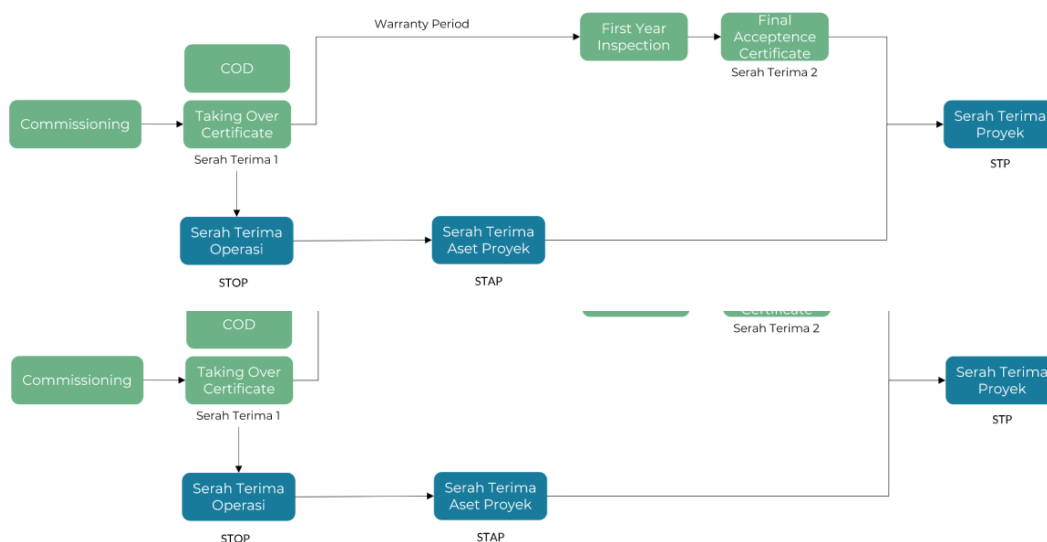 Warranty Period
First Year
Inspection
Final
Acceptence
Certificate
Serah Terima 2
COD
Commissioning
Taking Over
Certificate
Serah Terima 1
Serah Terima
Proyek
STP
Serah Terima
Operasi
STOP
Serah Terima
Aset Proyek
STAP
COD
Certificate
Serah Terima 2
Commissioning
Taking Over
Certificate
Serah Terima 1
Serah Terima
Proyek
STP
Serah Terima
Operasi
STOP
Serah Terima
Aset Proyek
STAP